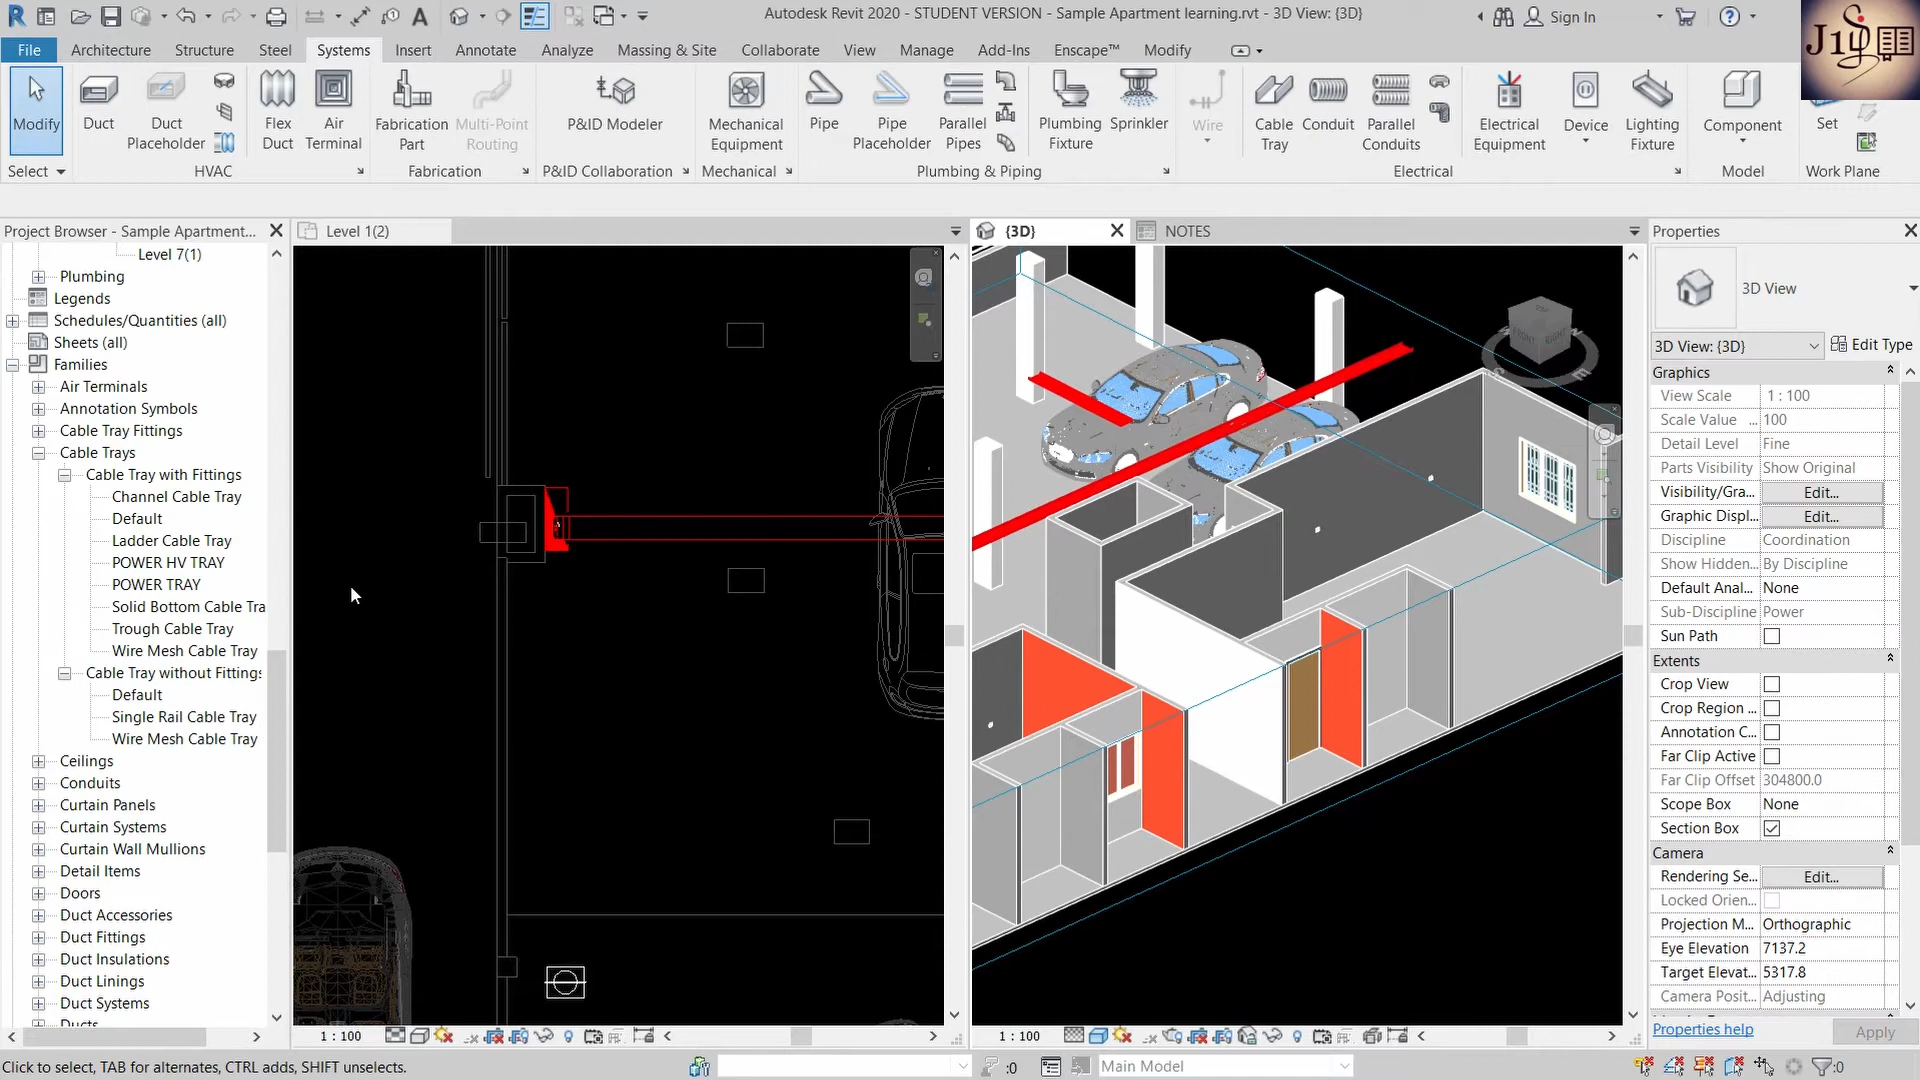 Autodesk Revit 2020 - STUDENT VERSION - Sample Apartment learning.rvt - 3D View: {3D}
Sign In
File Architecture Structure Steel Systems Insert Annotate Analyze Massing & Site Collaborate View Manage Add-Ins Enscape™ Modify
Modify
Duct
Duct Placeholder
Flex Duct
Air Terminal
Fabrication Part
Multi-Point Routing
P&ID Modeler
Mechanical Equipment
Pipe
Pipe Placeholder
Parallel Pipes
Plumbing Fixture
Sprinkler
Wire
Cable Tray
Conduit
Parallel Conduits
Electrical Equipment
Device
Lighting Fixture
Component
Set
Select HVAC Fabrication P&ID Collaboration Mechanical Plumbing & Piping Electrical Model Work Plane
Project Browser - Sample Apartment...
Level 7(1)
Plumbing
Legends
Schedules/Quantities (all)
Sheets (all)
Families
Air Terminals
Annotation Symbols
Cable Tray Fittings
Cable Trays
Cable Tray with Fittings
Channel Cable Tray
Default
Ladder Cable Tray
POWER HV TRAY
POWER TRAY
Solid Bottom Cable Tra
Trough Cable Tray
Wire Mesh Cable Tray
Cable Tray without Fittings
Default
Single Rail Cable Tray
Wire Mesh Cable Tray
Ceilings
Conduits
Curtain Panels
Curtain Systems
Curtain Wall Mullions
Detail Items
Doors
Duct Accessories
Duct Fittings
Duct Insulations
Duct Linings
Duct Systems
Ducts
Level 1(2)
1 : 100
{3D}
NOTES
FRONT
RIGHT
1 : 100
Properties
3D View
3D View: {3D}
Edit Type
Graphics
View Scale 1 : 100
Scale Value ... 100
Detail Level Fine
Parts Visibility Show Original
Visibility/Gra... Edit...
Graphic Displ... Edit...
Discipline Coordination
Show Hidden... By Discipline
Default Anal... None
Sub-Discipline Power
Sun Path
Extents
Crop View
Crop Region ...
Annotation C...
Far Clip Active
Far Clip Offset 304800.0
Scope Box None
Section Box
Camera
Rendering Se... Edit...
Locked Orien...
Projection M... Orthographic
Eye Elevation 7137.2
Target Elevat... 5317.8
Camera Posit... Adjusting
Properties help
Apply
Click to select, TAB for alternates, CTRL adds, SHIFT unselects.
:0
Main Model
:0